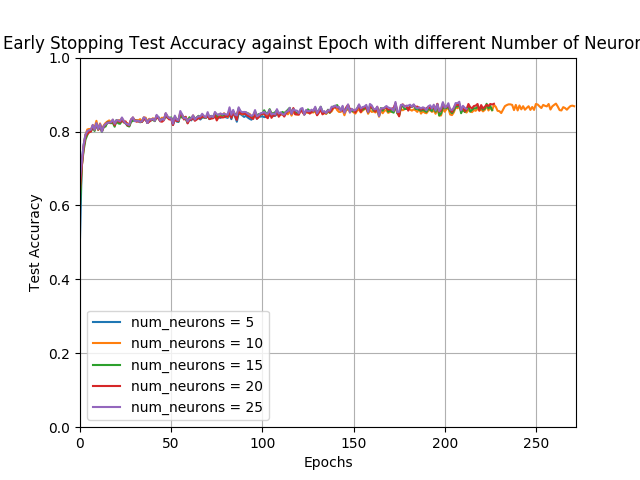 Early Stopping Test Accuracy against Epoch with different Number of Neuron
1.0
0.8
0.6
0.4
0.2
0.0
Test Accuracy
num_neurons = 5
num_neurons = 10
num_neurons = 15
num_neurons = 20
num_neurons = 25
0 50 100 150 200 250
Epochs